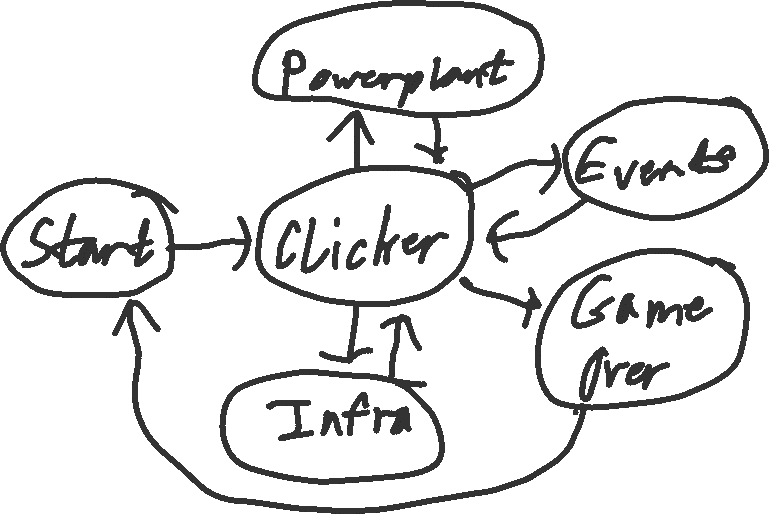 Powerplant
Events
Start
Clicker
Game
Over
Infra